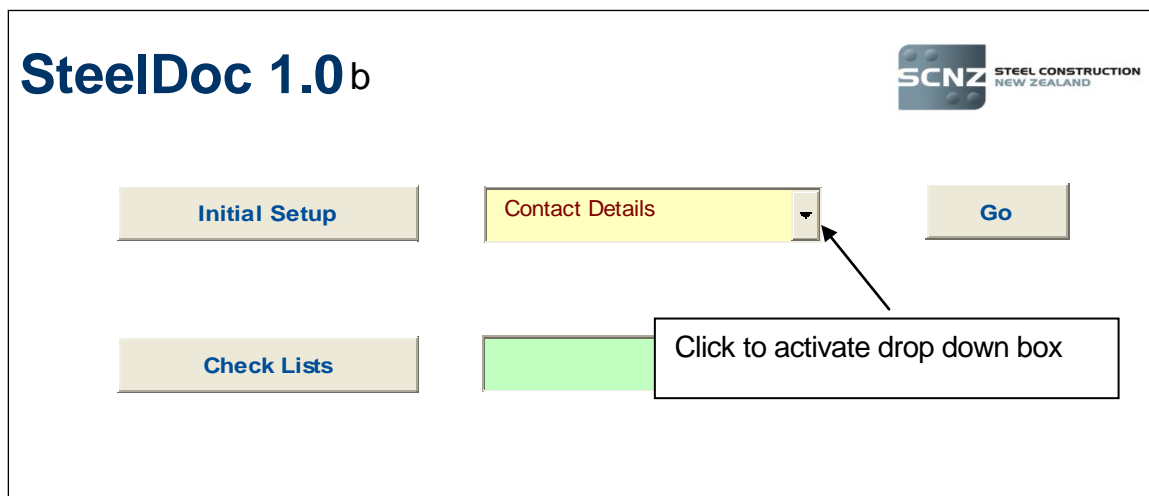 SteelDoc 1.0 b
SCNZ STEEL CONSTRUCTION
NEW ZEALAND
Initial Setup
Contact Details
Go
Check Lists
Click to activate drop down box